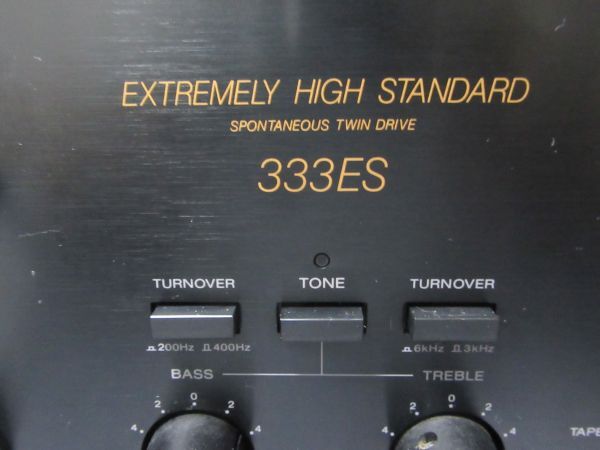 EXTREMELY HIGH STANDARD
SPONTANEOUS TWIN DRIVE
333ES
TURNOVER TONE TURNOVER
200Hz 400Hz 6kHz 3kHz
BASS TREBLE
4 2 0 2 4 4 2 0 2 4
TAPE